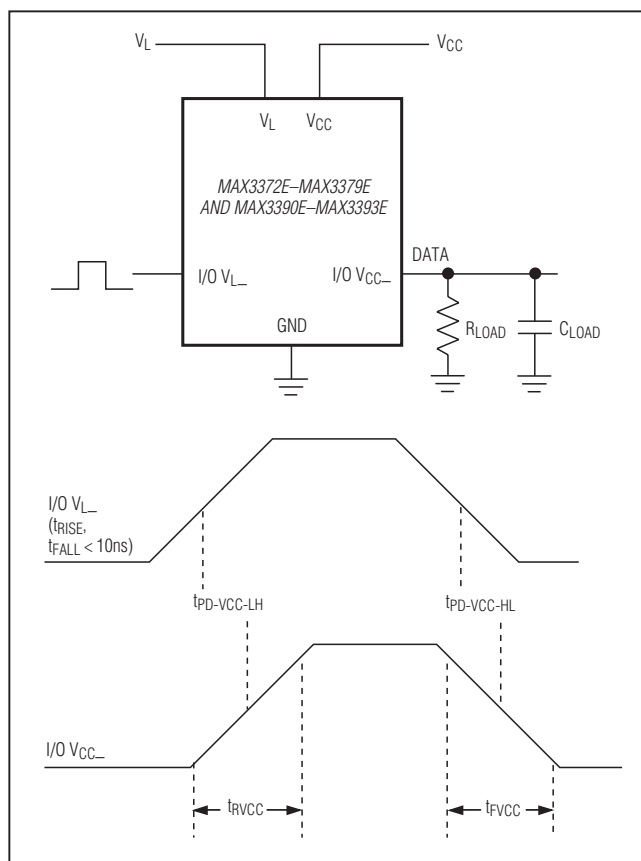 VL
VCC
VL VCC
MAX3372E–MAX3379E
AND MAX3390E–MAX3393E
DATA
I/O VL_ I/O VCC_
RLOAD CLOAD
GND
I/O VL_
(tRISE,
tFALL < 10ns)
tPD-VCC-LH tPD-VCC-HL
I/O VCC_
tRVCC tFVCC